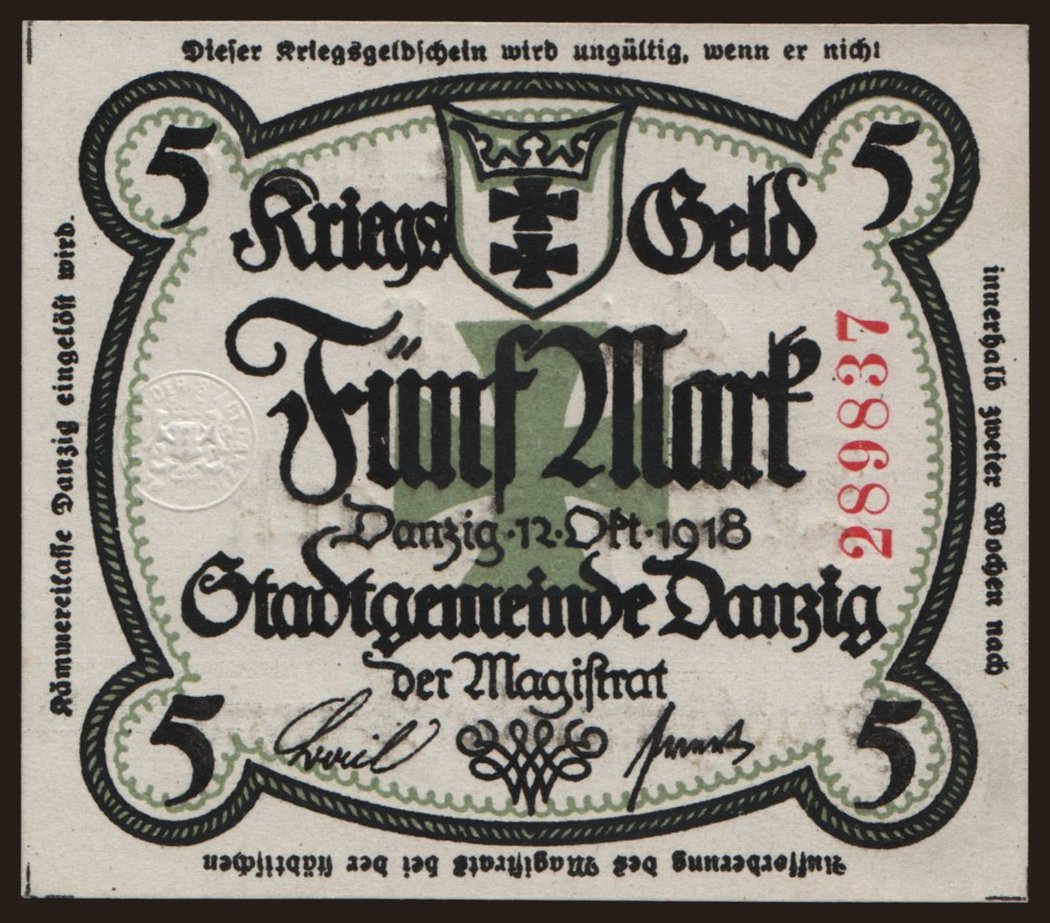 Dieser Kriegsgeldschein wird ungültig, wenn er nicht
innerhalb zweier Wochen nach
Aufforderung des Magistrats bei der städtischen
Kämmereikasse Danzig eingelöst wird.
5 5
Kriegs Geld
Fünf Mark
289837
Danzig·12·Okt·1918
Stadtgemeinde Danzig
der Magistrat
5 5